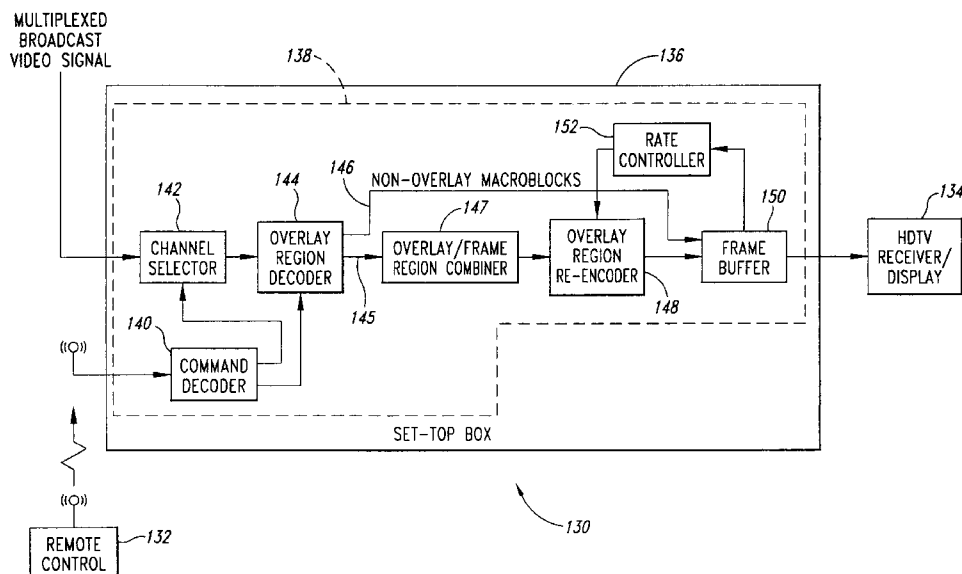 MULTIPLEXED
BROADCAST
VIDEO SIGNAL
138
136
152
RATE
CONTROLLER
146
NON-OVERLAY MACROBLOCKS
142
144
147
150
134
CHANNEL
SELECTOR
OVERLAY
REGION
DECODER
OVERLAY/FRAME
REGION COMBINER
OVERLAY
REGION
RE-ENCODER
FRAME
BUFFER
HDTV
RECEIVER/
DISPLAY
145
148
140
COMMAND
DECODER
SET-TOP BOX
130
REMOTE
CONTROL
132